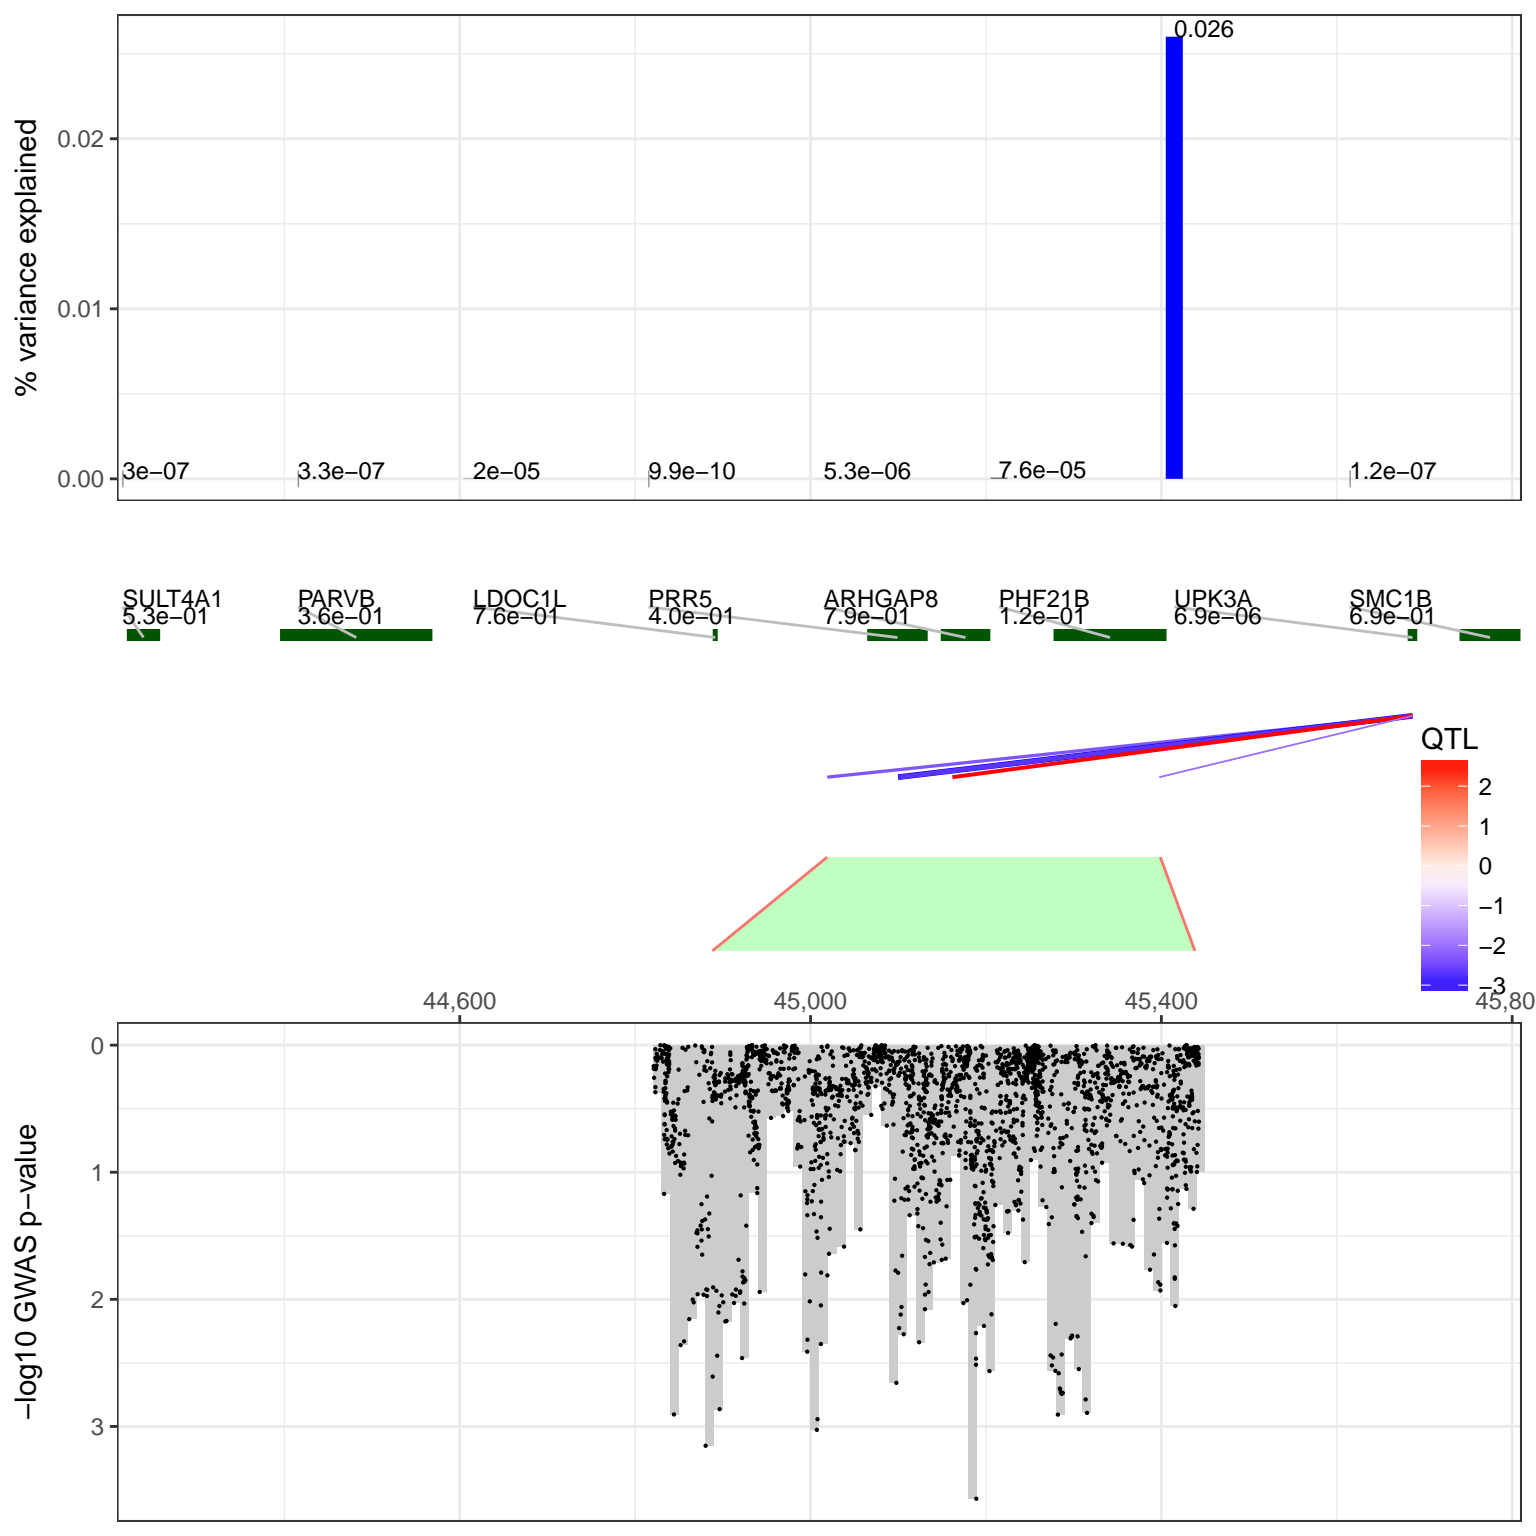 0.026
% variance explained
0.02
0.01
0.00
3e−07 3.3e−07 2e−05 9.9e−10 5.3e−06 7.6e−05 1.2e−07
SULT4A1 PARVB LDOC1L PRR5 ARHGAP8 PHF21B UPK3A SMC1B
5.3e−01 3.6e−01 7.6e−01 4.0e−01 7.9e−01 1.2e−01 6.9e−06 6.9e−01
QTL
2
1
0
−1
−2
−3
44,600 45,000 45,400 45,80
−log10 GWAS p−value
0
1
2
3